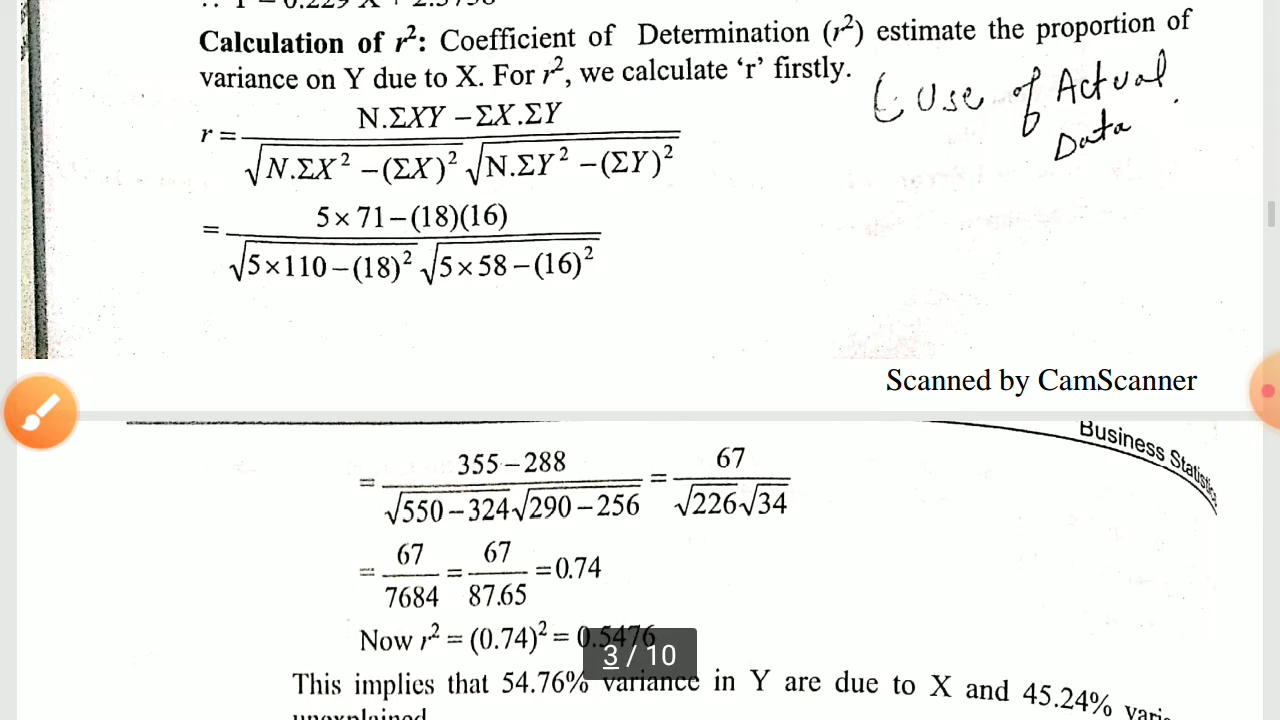 Calculation of r²: Coefficient of Determination (r²) estimate the proportion of
variance on Y due to X. For r², we calculate ‘r’ firstly.
Use of Actual
Data
r = N.ΣXY – ΣX.ΣY / √N.ΣX² – (ΣX)² √N.ΣY² – (ΣY)²
= 5 × 71 – (18)(16) / √5×110 – (18)² √5 × 58 – (16)²
Scanned by CamScanner
Business
= 355 – 288 / √550 – 324 √290 – 256 = 67 / √226 √34
= 67 / 7684 = 67 / 87.65 = 0.74
Now r² = (0.74)² = 0.5476
3 / 10
This implies that 54.76% variance in Y are due to X and 45.24%